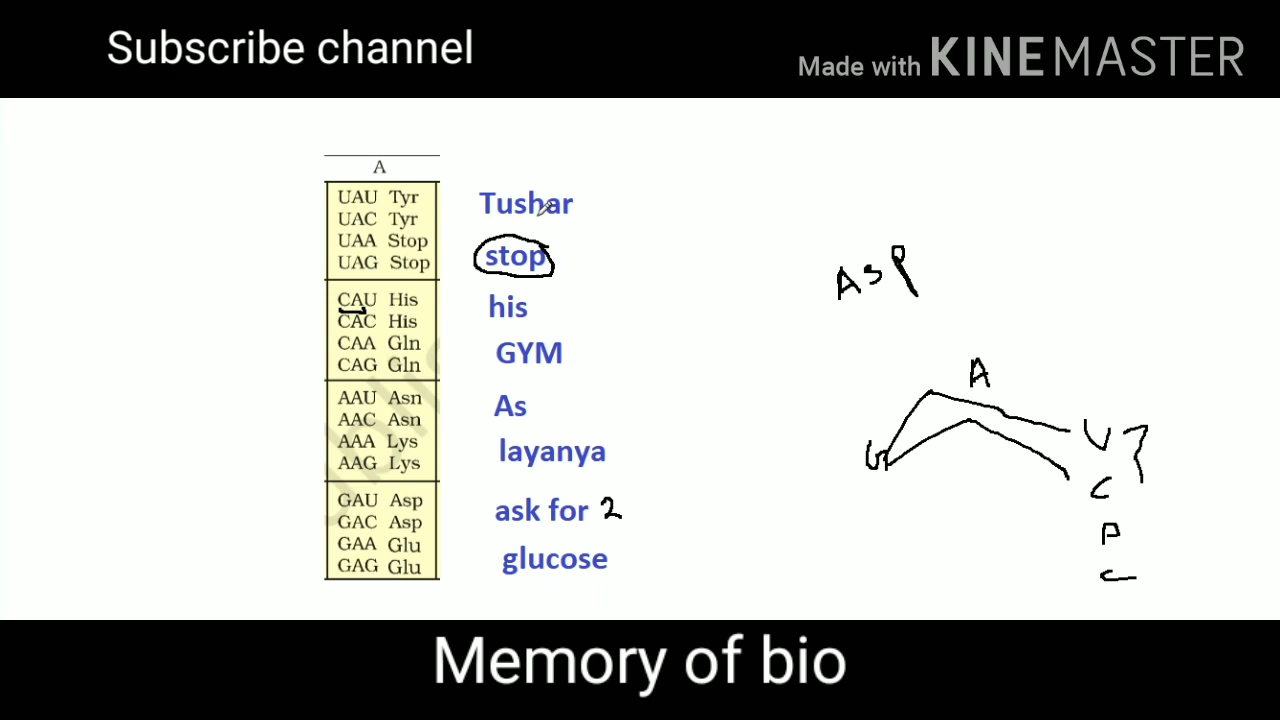 Subscribe channel
Made with KINEMASTER
A
UAU Tyr
UAC Tyr
UAA Stop
UAG Stop
CAU His
CAC His
CAA Gln
CAG Gln
AAU Asn
AAC Asn
AAA Lys
AAG Lys
GAU Asp
GAC Asp
GAA Glu
GAG Glu
Tushar
stop
his
GYM
As
layanya
ask for 2
glucose
Asp
A
G
U
C
Memory of bio